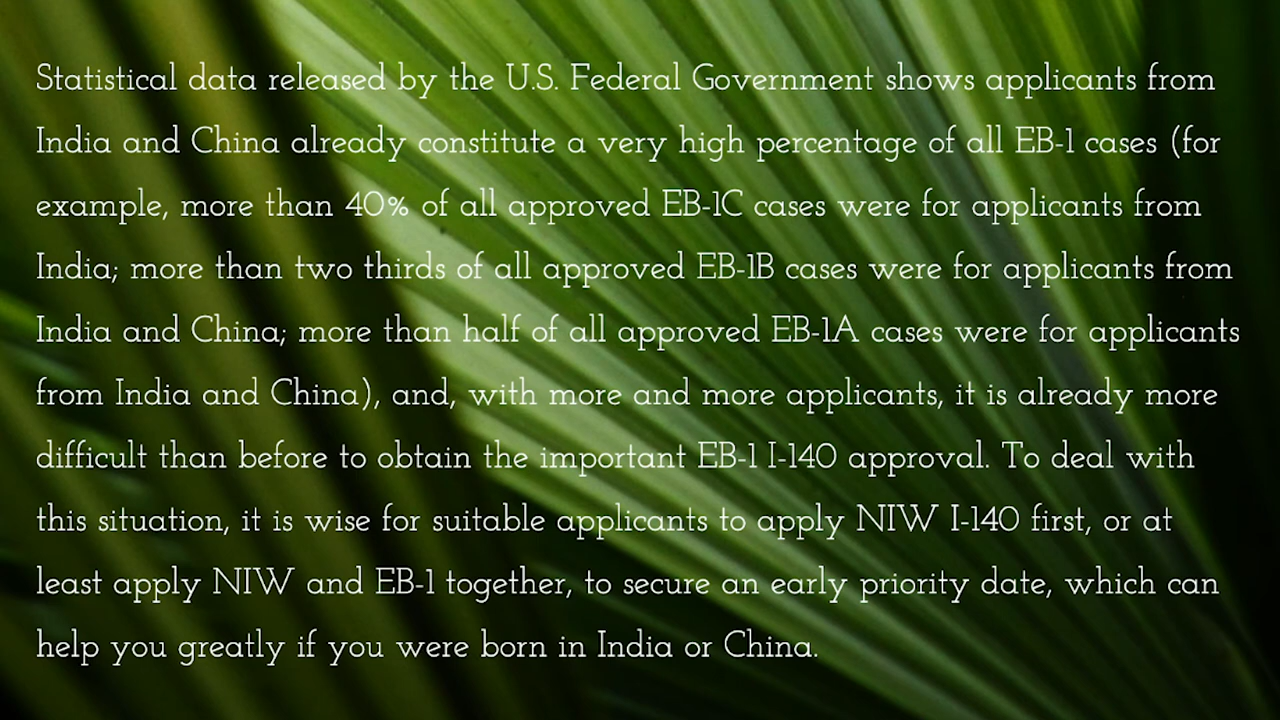 Statistical data released by the U.S. Federal Government shows applicants from
India and China already constitute a very high percentage of all EB-1 cases (for
example, more than 40% of all approved EB-1C cases were for applicants from
India; more than two thirds of all approved EB-1B cases were for applicants from
India and China; more than half of all approved EB-1A cases were for applicants
from India and China), and, with more and more applicants, it is already more
difficult than before to obtain the important EB-1 I-140 approval. To deal with
this situation, it is wise for suitable applicants to apply NIW I-140 first, or at
least apply NIW and EB-1 together, to secure an early priority date, which can
help you greatly if you were born in India or China.